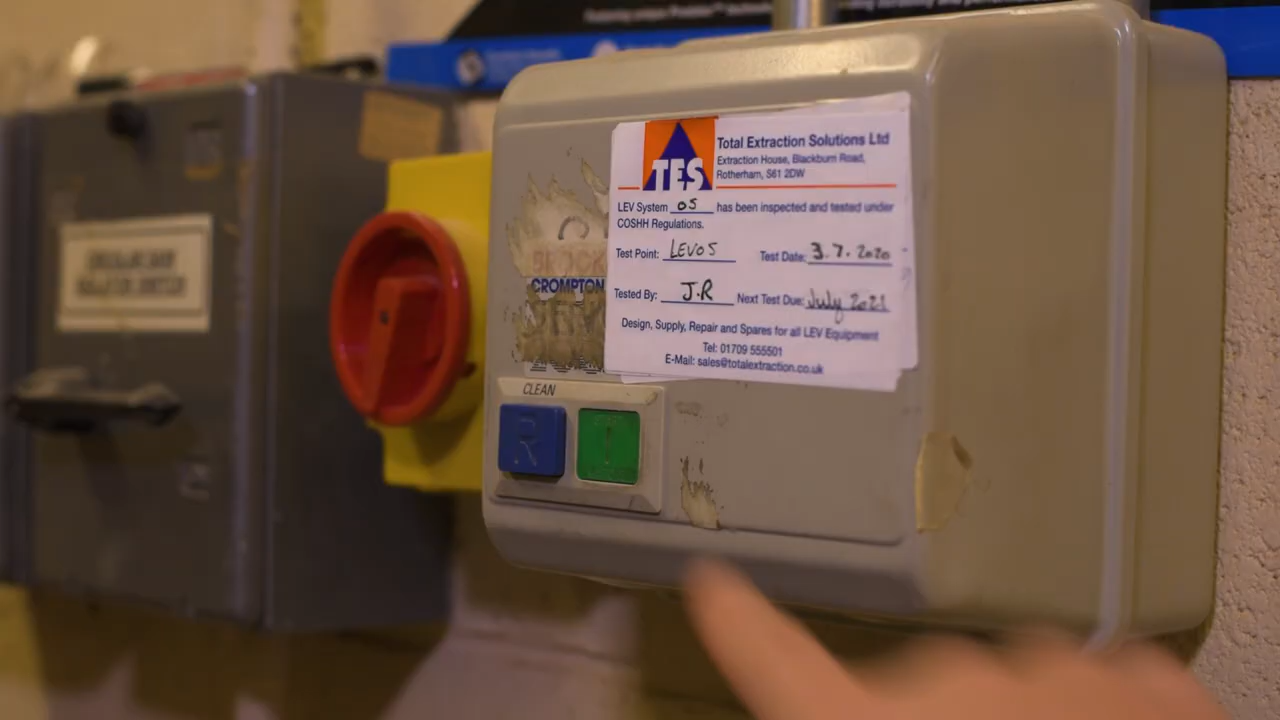 Total Extraction Solutions Ltd
Extraction House, Blackburn Road,
Rotherham, S61 2DW
TES
LEV System 05 has been inspected and tested under
COSHH Regulations.
Test Point: LEV05 Test Date: 3.7.2020
Tested By: J.R Next Test Due: July 2021
Design, Supply, Repair and Spares for all LEV Equipment
Tel: 01709 555501
E-Mail: sales@totalextraction.co.uk
CROMPTON
CLEAN
R
I